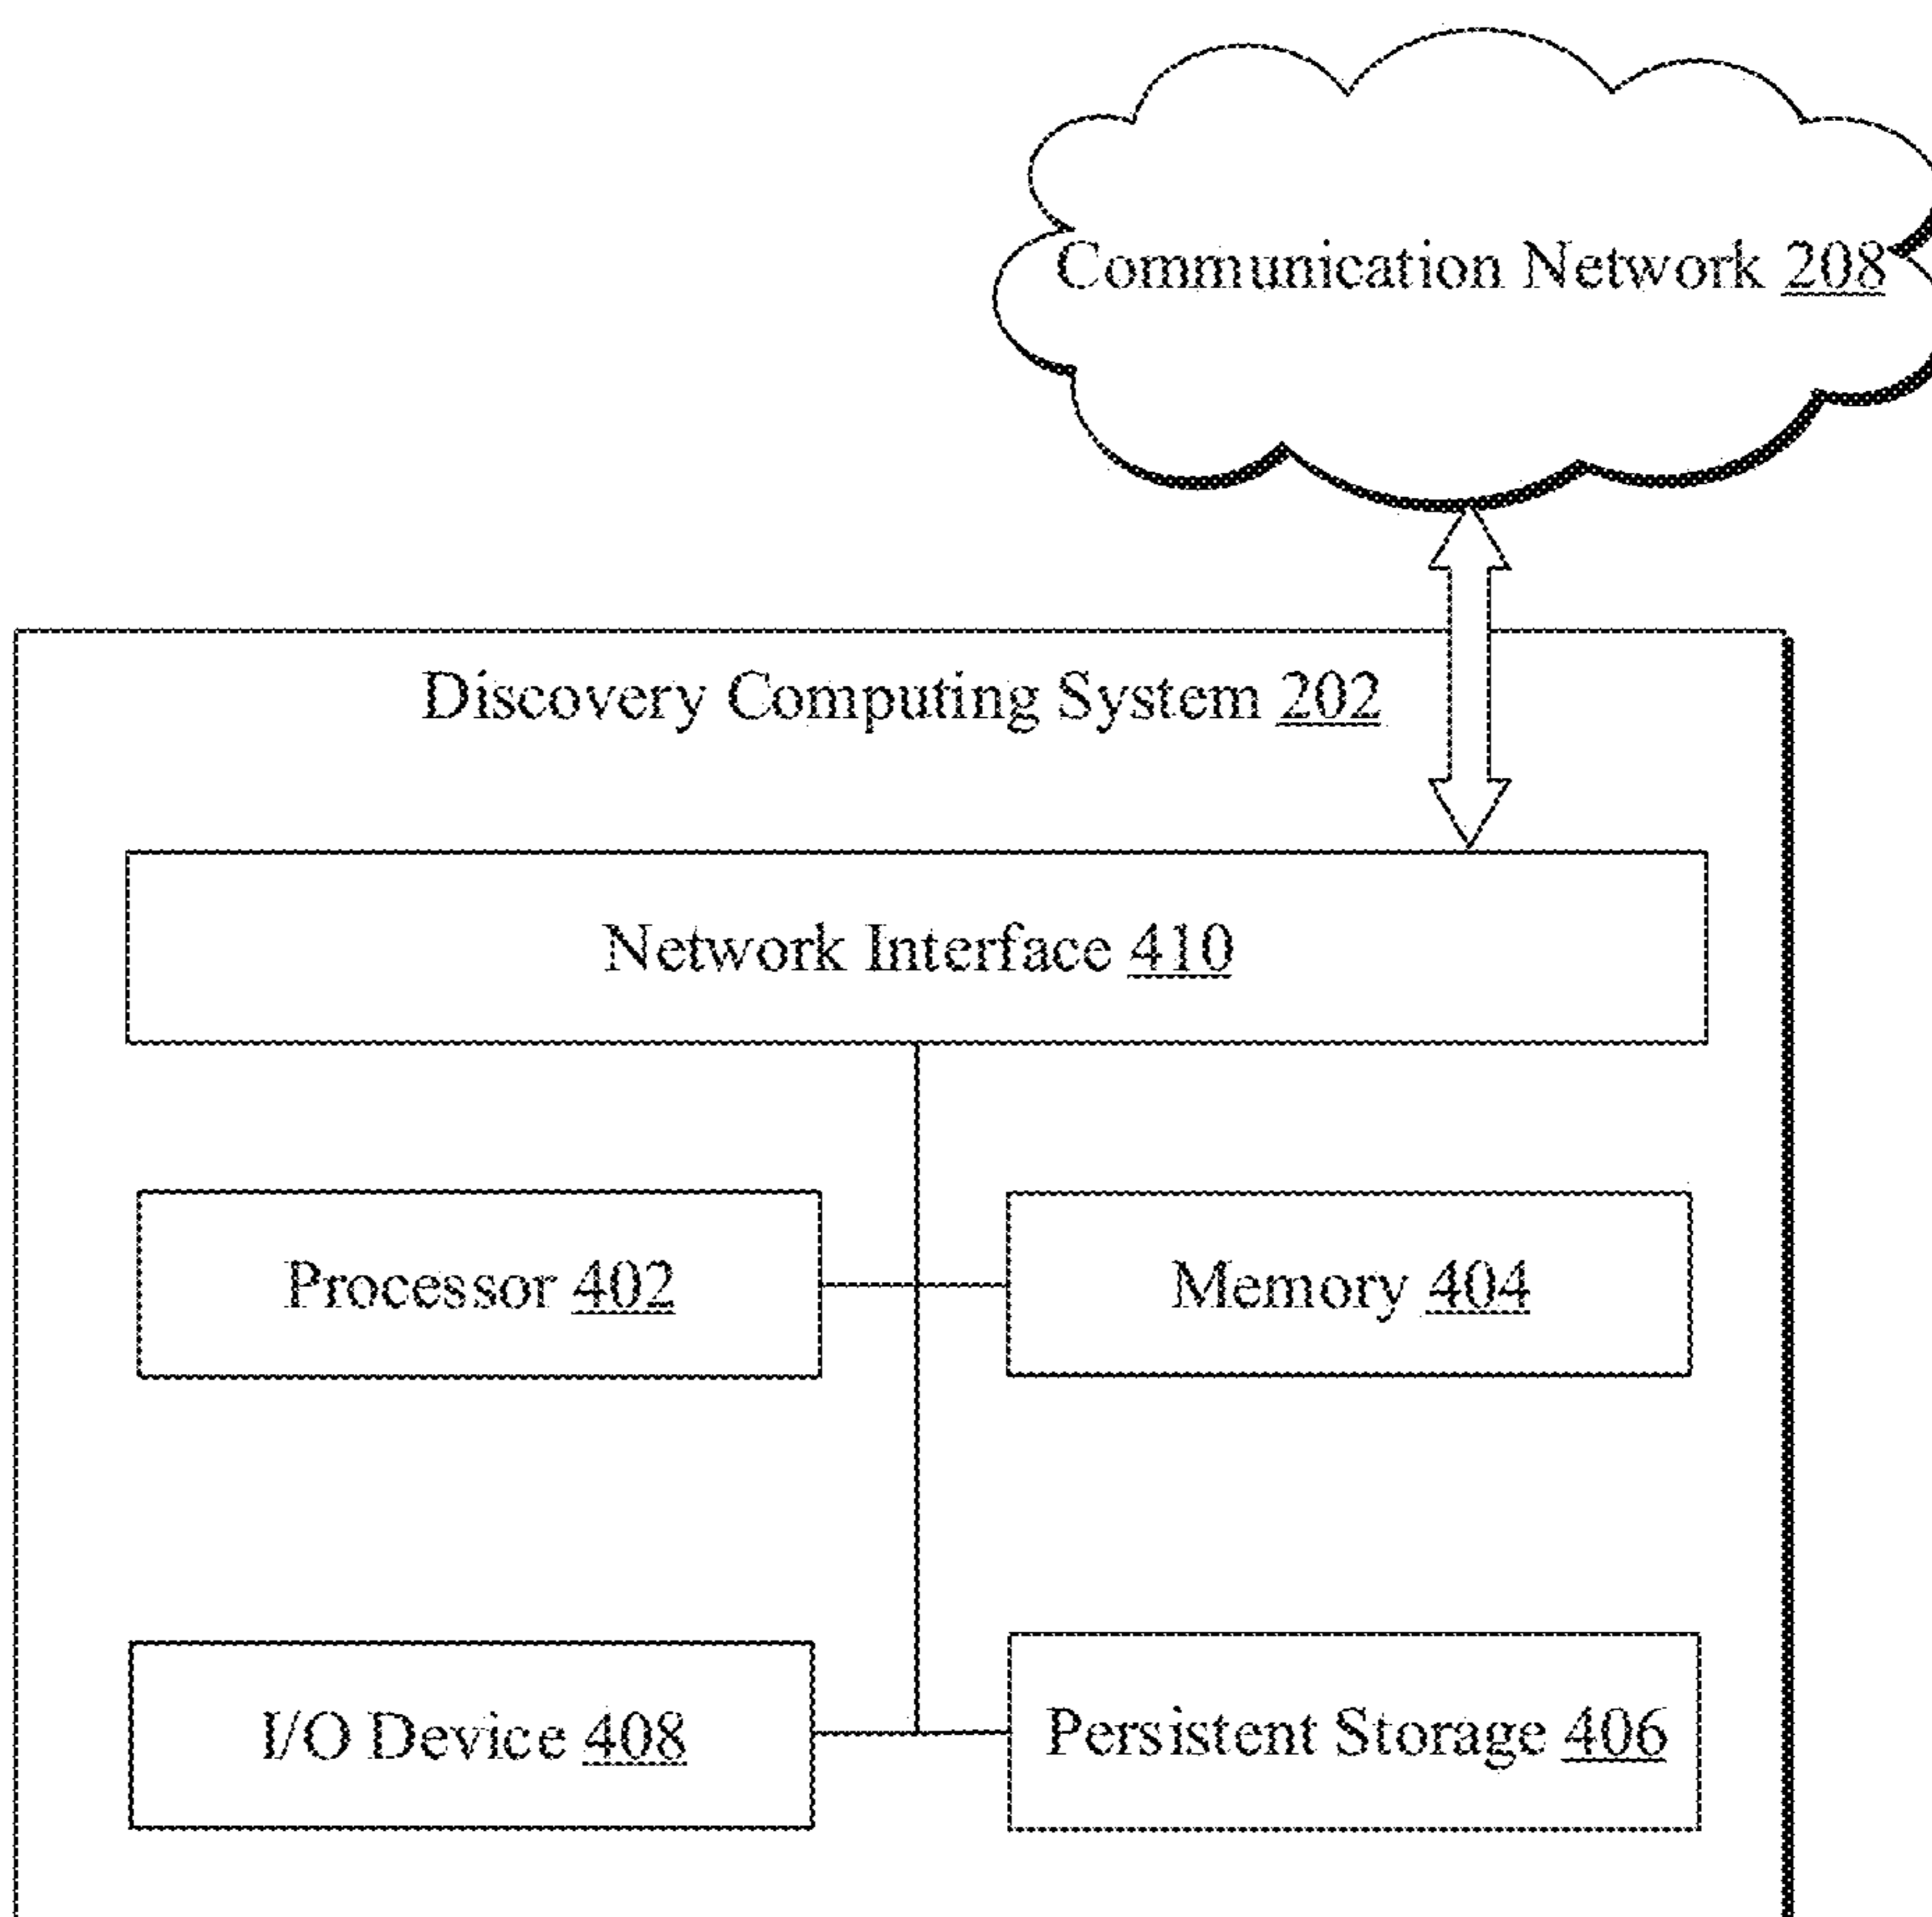 Communication Network 208
Discovery Computing System 202
Network Interface 410
Processor 402
Memory 404
I/O Device 408
Persistent Storage 406